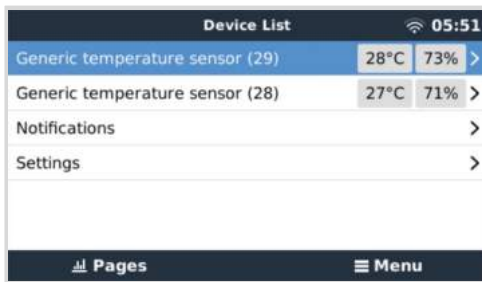 Device List 05:51
Generic temperature sensor (29) 28°C 73% >
Generic temperature sensor (28) 27°C 71% >
Notifications >
Settings >
Pages Menu